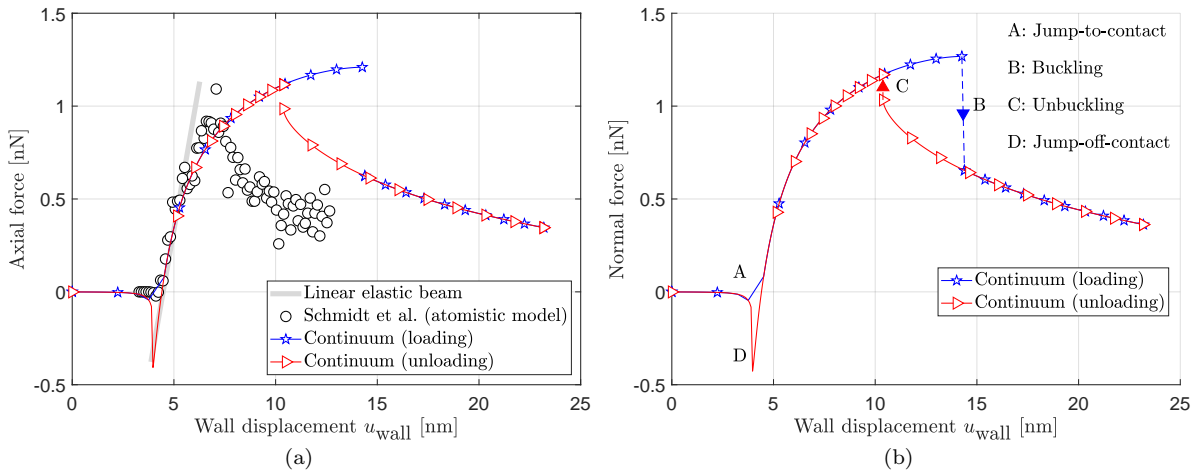 1.5
1
0.5
0
-0.5
0
5
10
15
20
25
Axial force [nN]
Wall displacement u_wall [nm]
Linear elastic beam
Schmidt et al. (atomistic model)
Continuum (loading)
Continuum (unloading)
(a)
1.5
1
0.5
0
-0.5
0
5
10
15
20
25
Normal force [nN]
Wall displacement u_wall [nm]
A: Jump-to-contact
B: Buckling
C: Unbuckling
D: Jump-off-contact
C
B
A
D
Continuum (loading)
Continuum (unloading)
(b)